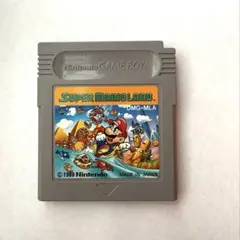 Nintendo GAME BOY
SUPER MARIO LAND
DMG-MLA
© 1989 Nintendo
MADE IN JAPAN